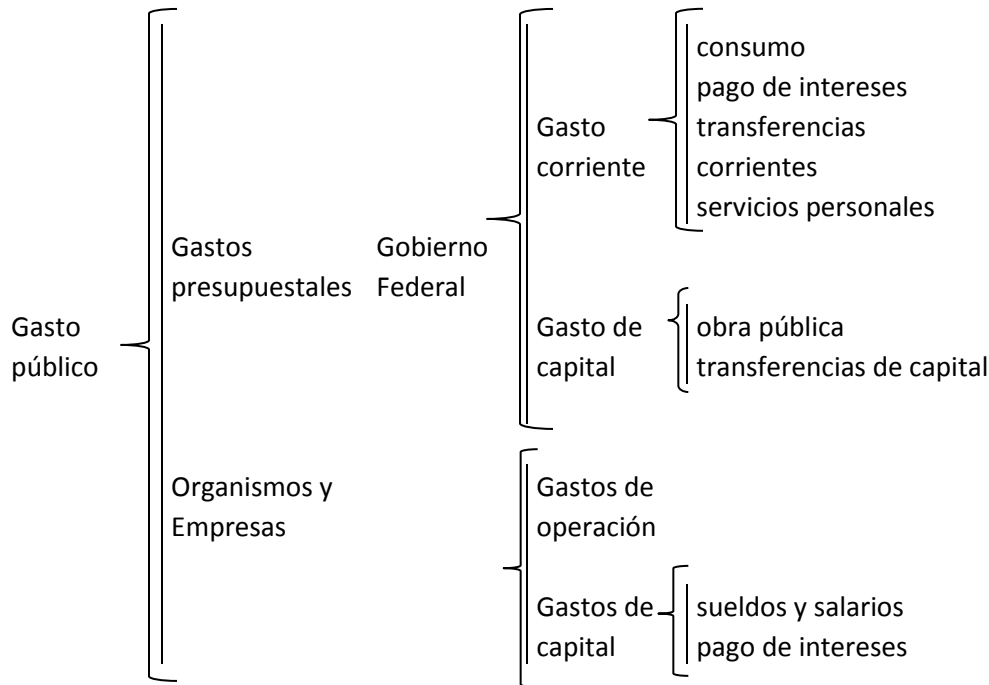 Gasto
público
Gastos
presupuestales
Gobierno
Federal
Gasto
corriente
consumo
pago de intereses
transferencias
corrientes
servicios personales
Gasto de
capital
obra pública
transferencias de capital
Organismos y
Empresas
Gastos de
operación
Gastos de
capital
sueldos y salarios
pago de intereses